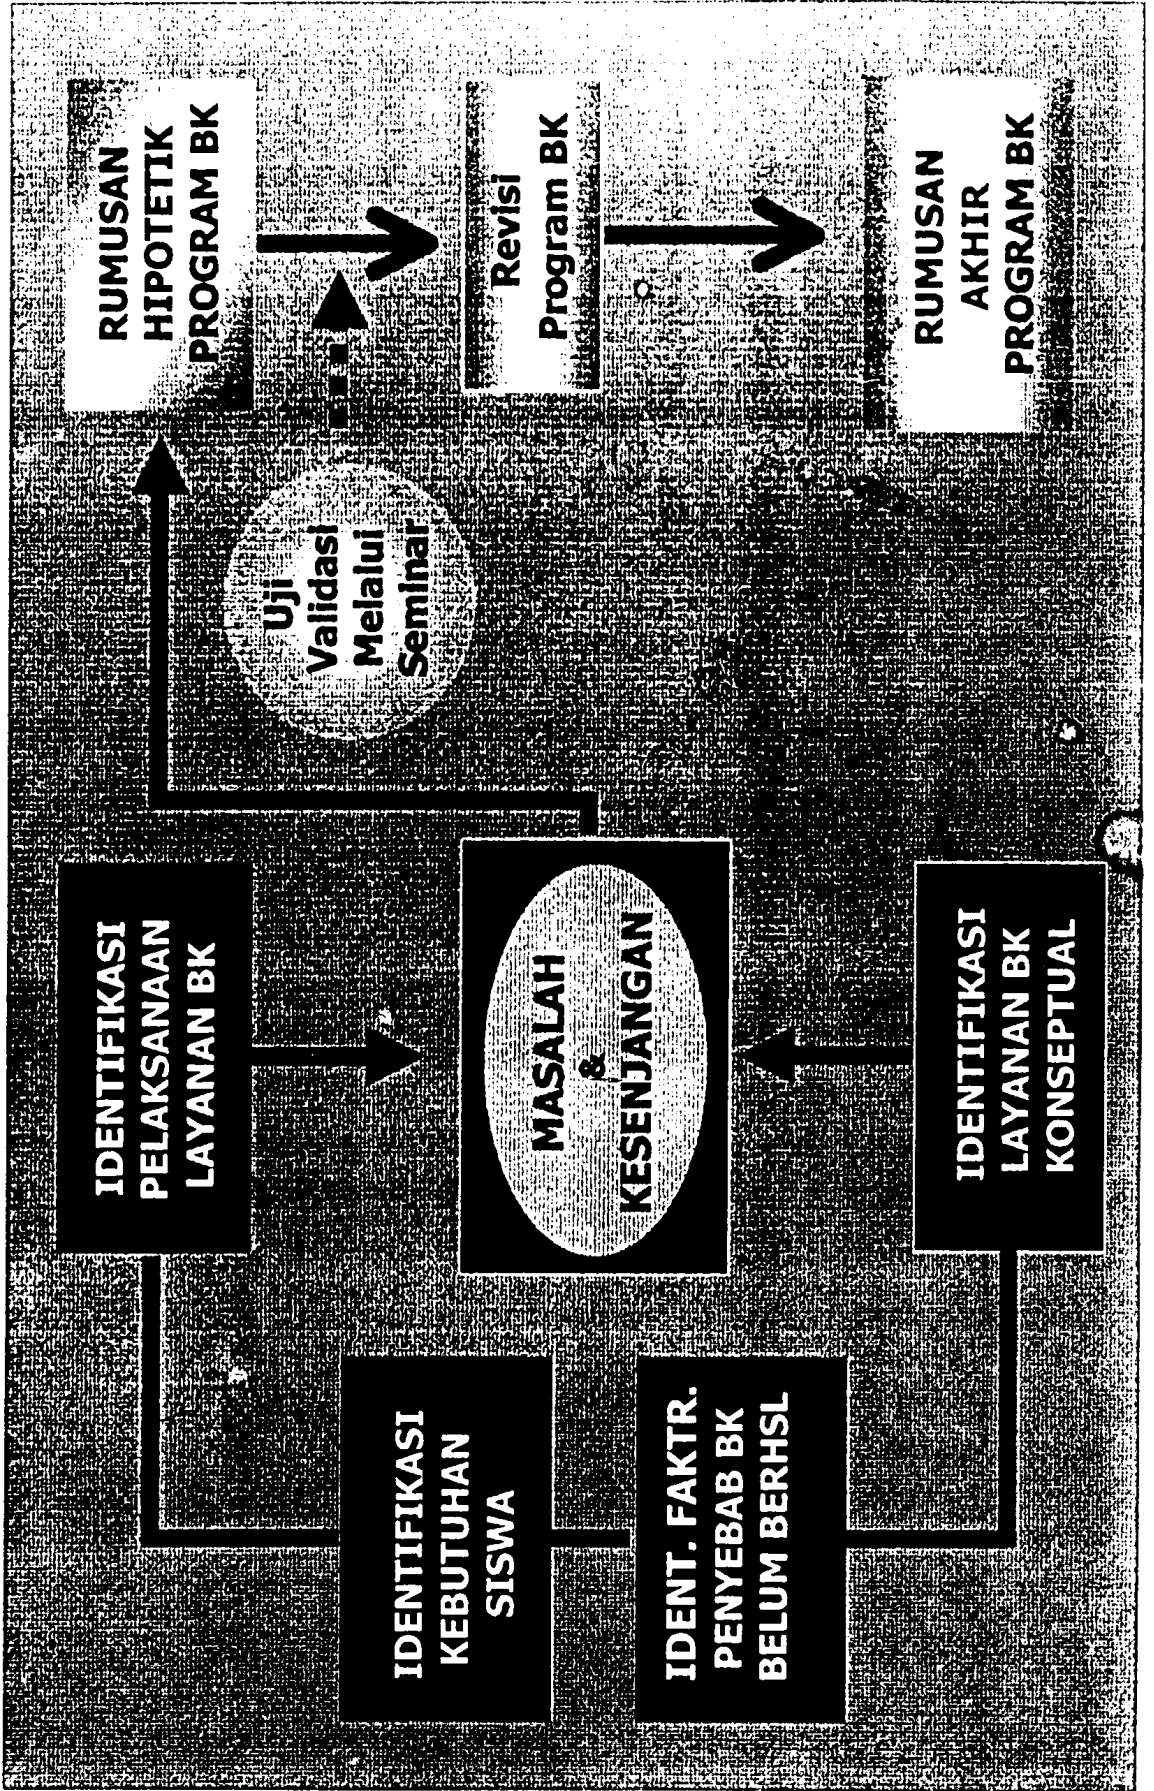 IDENTIFIKASI
PELAKSANAAN
LAYANAN BK
IDENTIFIKASI
KEBUTUHAN
SISWA
IDENT. FAKTR.
PENYEBAB BK
BELUM BERHSL
IDENTIFIKASI
LAYANAN BK
KONSEPTUAL
MASALAH
&
KESENJANGAN
RUMUSAN
HIPOTETIK
PROGRAM BK
Uji
Validasi
Melalui
Seminar
Revisi
Program BK
RUMUSAN
AKHIR
PROGRAM BK